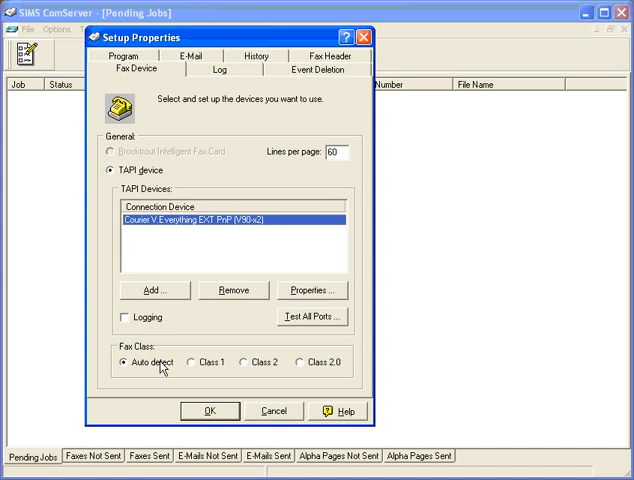 SIMS ComServer - [Pending Jobs]
File Options
Setup Properties
Program E-Mail History Fax Header
Fax Device Log Event Deletion
Job Status Number File Name
Select and set up the devices you want to use.
General:
Brooktrout Intelligent Fax Card Lines per page: 60
TAPI device
TAPI Devices:
Connection Device
Courier V.Everything EXT PnP (V90-x2)
Add ... Remove Properties ...
Logging Test All Ports ...
Fax Class:
Auto detect Class 1 Class 2 Class 2.0
OK Cancel Help
Pending Jobs Faxes Not Sent Faxes Sent E-Mails Not Sent E-Mails Sent Alpha Pages Not Sent Alpha Pages Sent